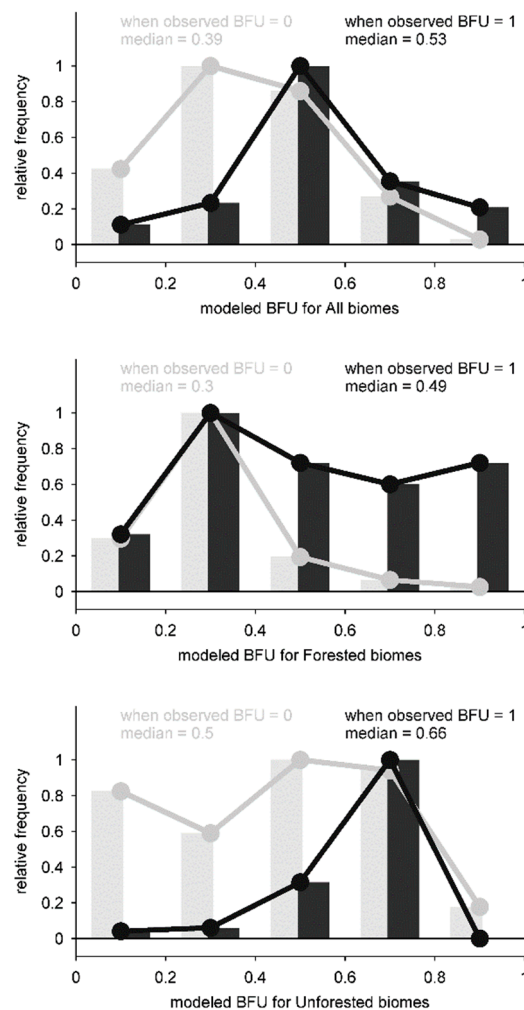 when observed BFU = 0
median = 0.39
when observed BFU = 1
median = 0.53
relative frequency
1
0.8
0.6
0.4
0.2
0
0 0.2 0.4 0.6 0.8 1
modeled BFU for All biomes
when observed BFU = 0
median = 0.3
when observed BFU = 1
median = 0.49
relative frequency
1
0.8
0.6
0.4
0.2
0
0 0.2 0.4 0.6 0.8 1
modeled BFU for Forested biomes
when observed BFU = 0
median = 0.5
when observed BFU = 1
median = 0.66
relative frequency
1
0.8
0.6
0.4
0.2
0
0 0.2 0.4 0.6 0.8 1
modeled BFU for Unforested biomes